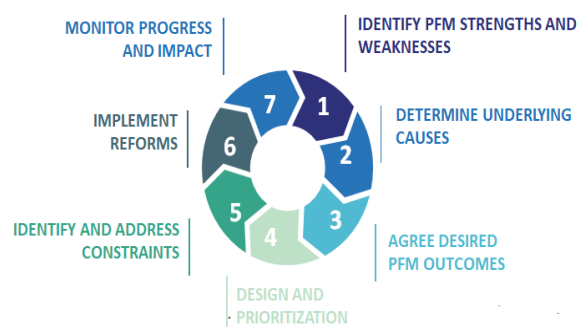 IDENTIFY PFM STRENGTHS AND
WEAKNESSES
DETERMINE UNDERLYING
CAUSES
AGREE DESIRED
PFM OUTCOMES
DESIGN AND
PRIORITIZATION
IDENTIFY AND ADDRESS
CONSTRAINTS
IMPLEMENT
REFORMS
MONITOR PROGRESS
AND IMPACT
1
2
3
4
5
6
7